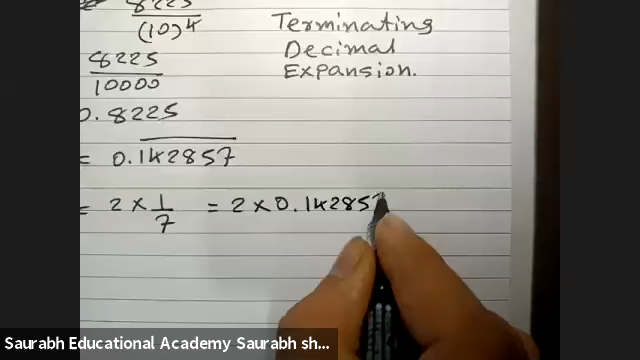 8225
(10)⁴
8225
10000
0.8225
Terminating
Decimal
Expansion.
= 0.142857
= 2 × 1/7 = 2 × 0.142857
Saurabh Educational Academy Saurabh sh...